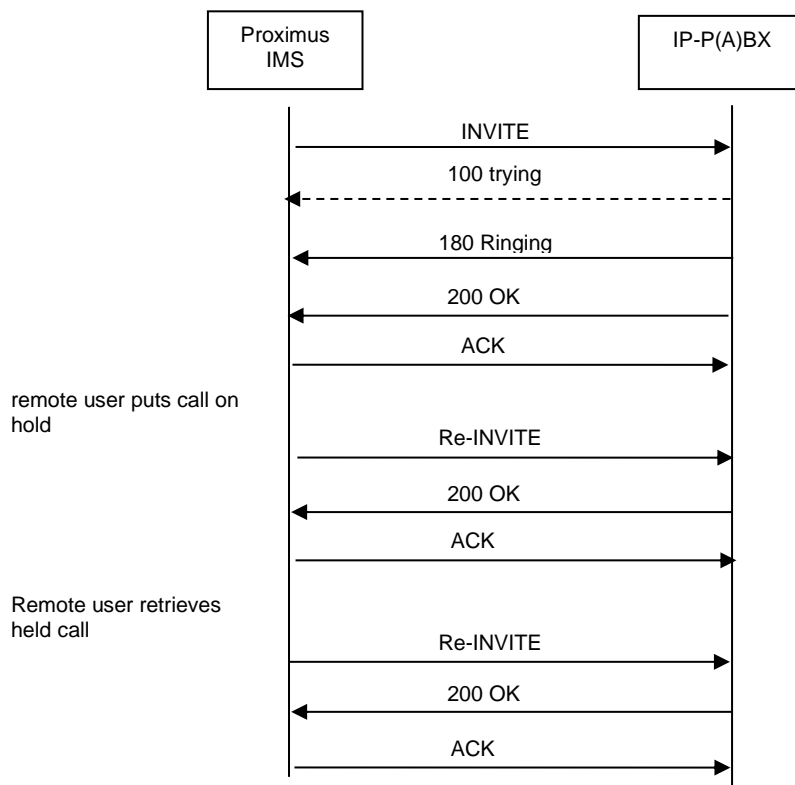 Proximus
IMS
IP-P(A)BX
INVITE
100 trying
180 Ringing
200 OK
ACK
remote user puts call on
hold
Re-INVITE
200 OK
ACK
Remote user retrieves
held call
Re-INVITE
200 OK
ACK